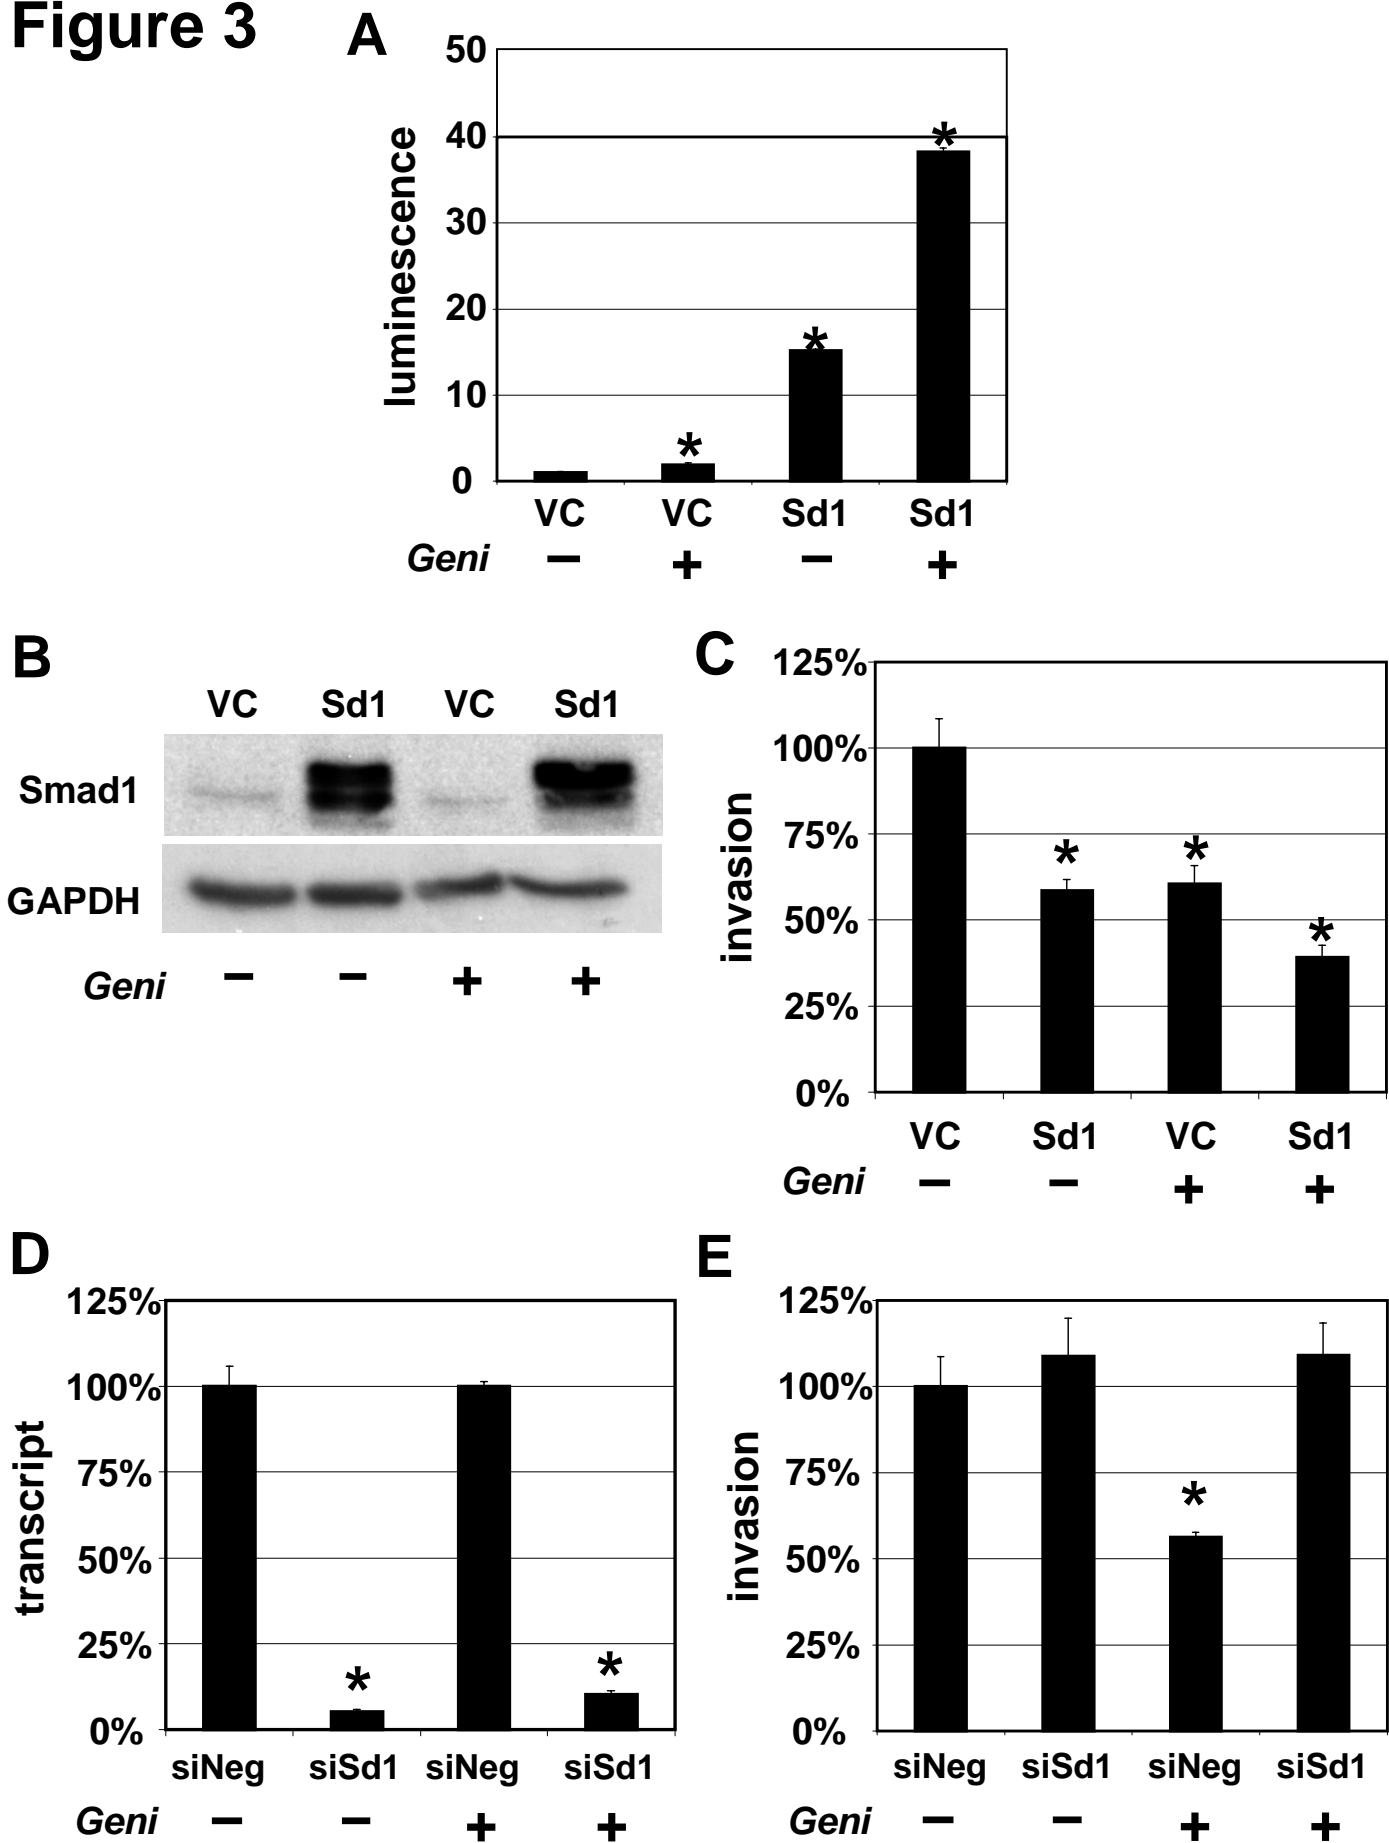 Figure 3
A
50
40
30
20
10
0
luminescence
* * *
VC VC Sd1 Sd1
Geni − + − +
B
VC Sd1 VC Sd1
Smad1
GAPDH
Geni − − + +
C
125%
100%
75%
50%
25%
0%
invasion
* * *
VC Sd1 VC Sd1
Geni − − + +
D
125%
100%
75%
50%
25%
0%
transcript
* *
siNeg siSd1 siNeg siSd1
Geni − − + +
E
125%
100%
75%
50%
25%
0%
invasion
*
siNeg siSd1 siNeg siSd1
Geni − − + +